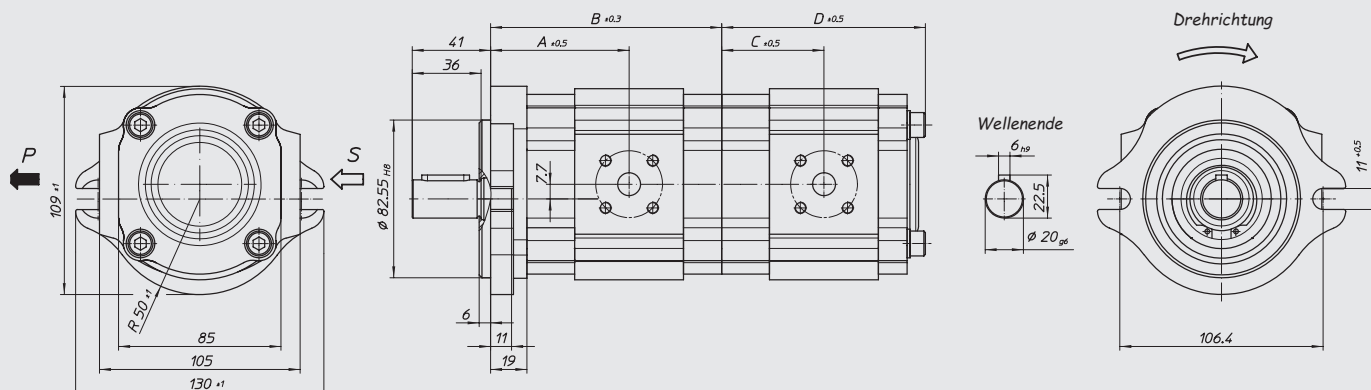 P
S
109 ±1
R 50 ±1
85
105
130 ±1
B ±0.3
D ±0.5
A ±0.5
C ±0.5
41
36
Ø 82.55 H8
7.7
6
11
19
Wellenende
6 h9
22.5
Ø 20 g6
Drehrichtung
11 ±0.5
106.4